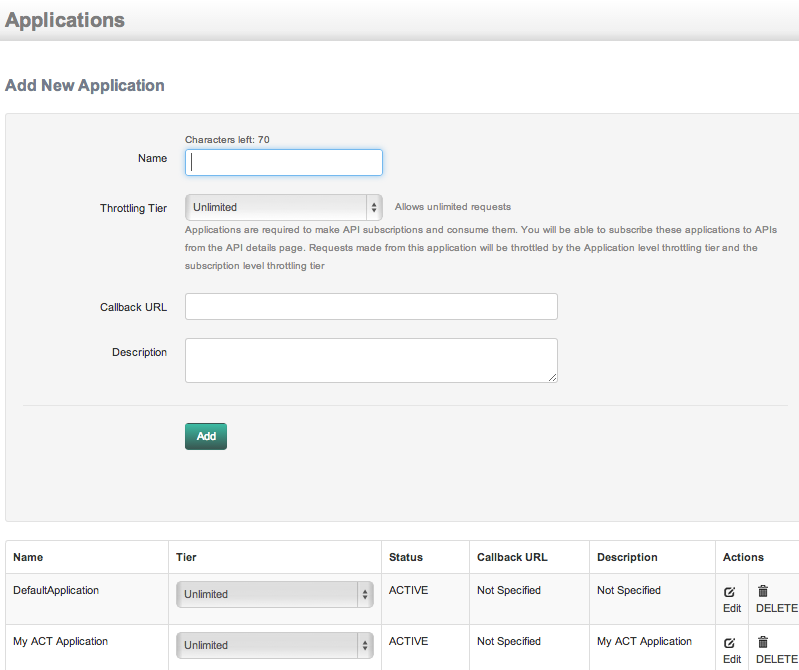 Applications
Add New Application
Characters left: 70
Name
Throttling Tier Unlimited Allows unlimited requests
Applications are required to make API subscriptions and consume them. You will be able to subscribe these applications to APIs
from the API details page. Requests made from this application will be throttled by the Application level throttling tier and the
subscription level throttling tier
Callback URL
Description
Add
Name Tier Status Callback URL Description Actions
DefaultApplication Unlimited ACTIVE Not Specified Not Specified
Edit DELETE
My ACT Application Unlimited ACTIVE Not Specified My ACT Application
Edit DELETE